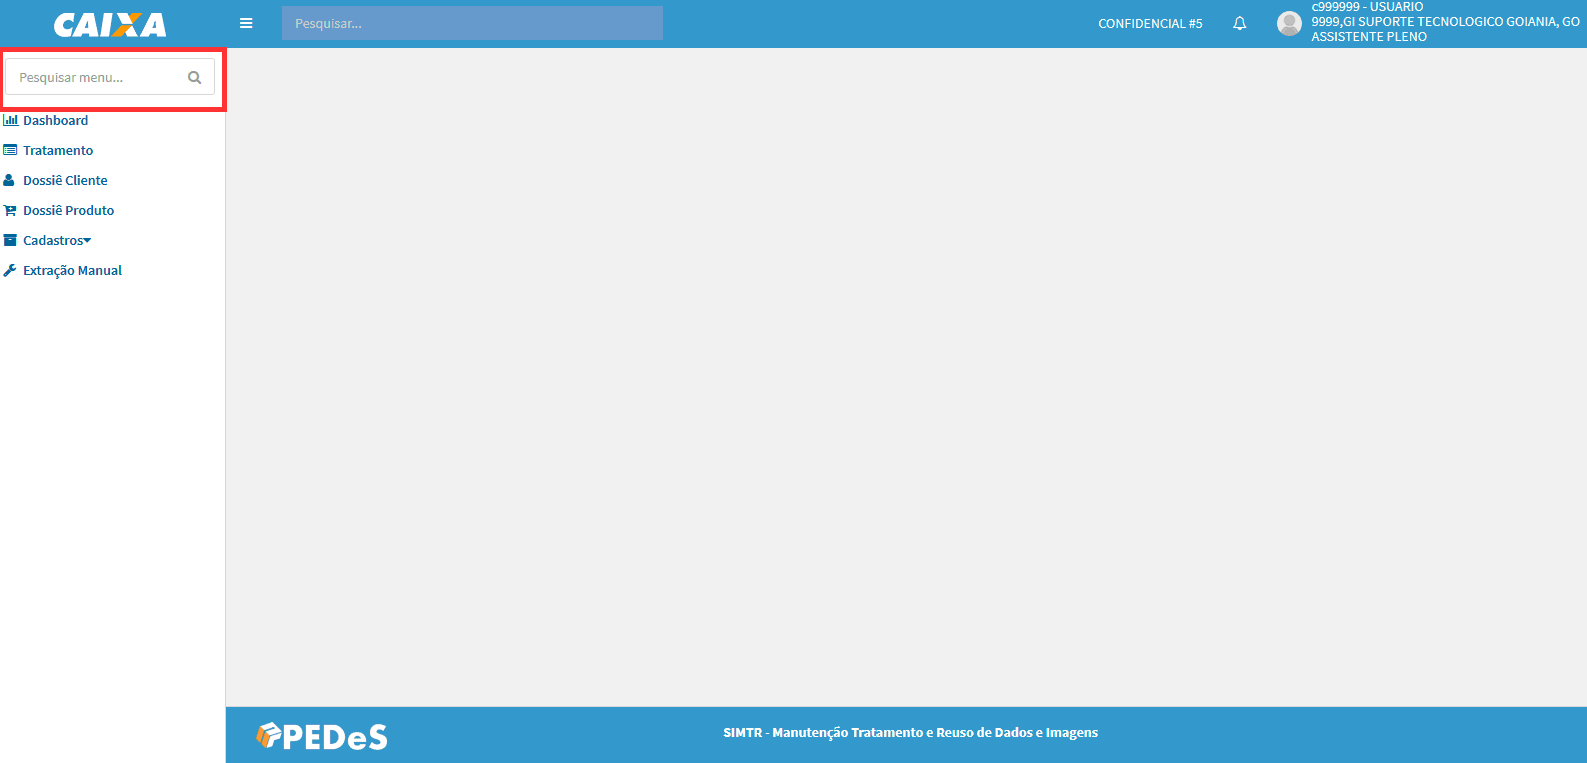 CAIXA
Pesquisar...
CONFIDENCIAL #5
c999999 - USUARIO
9999,GI SUPORTE TECNOLOGICO GOIANIA, GO
ASSISTENTE PLENO
Pesquisar menu...
Dashboard
Tratamento
Dossiê Cliente
Dossiê Produto
Cadastros
Extração Manual
PEDeS
SIMTR - Manutenção Tratamento e Reuso de Dados e Imagens